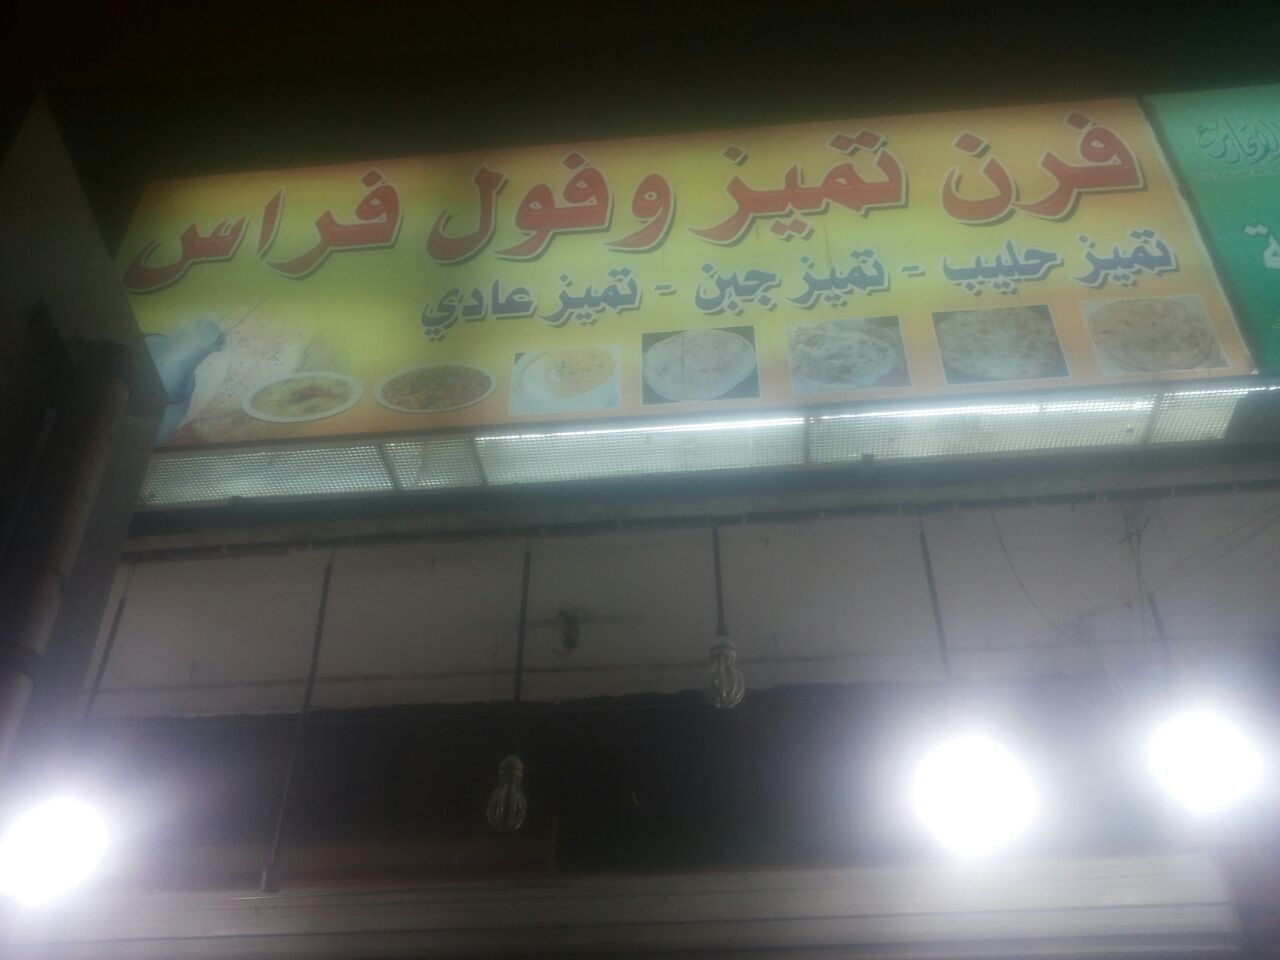 فرن تميز وفول فراس
تميز حليب - تميز جبن - تميز عادي